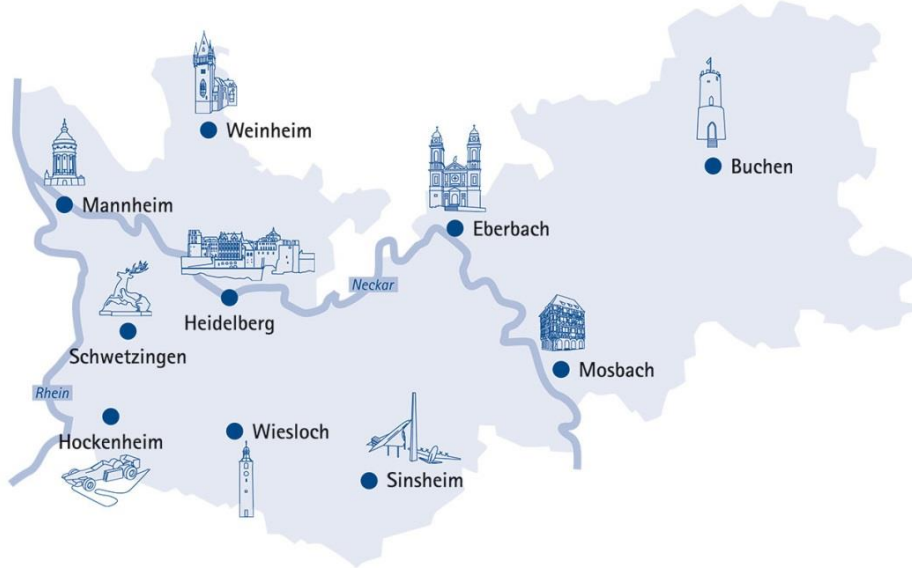 Weinheim
Buchen
Mannheim
Eberbach
Neckar
Heidelberg
Schwetzingen
Mosbach
Rhein
Hockenheim
Wiesloch
Sinsheim